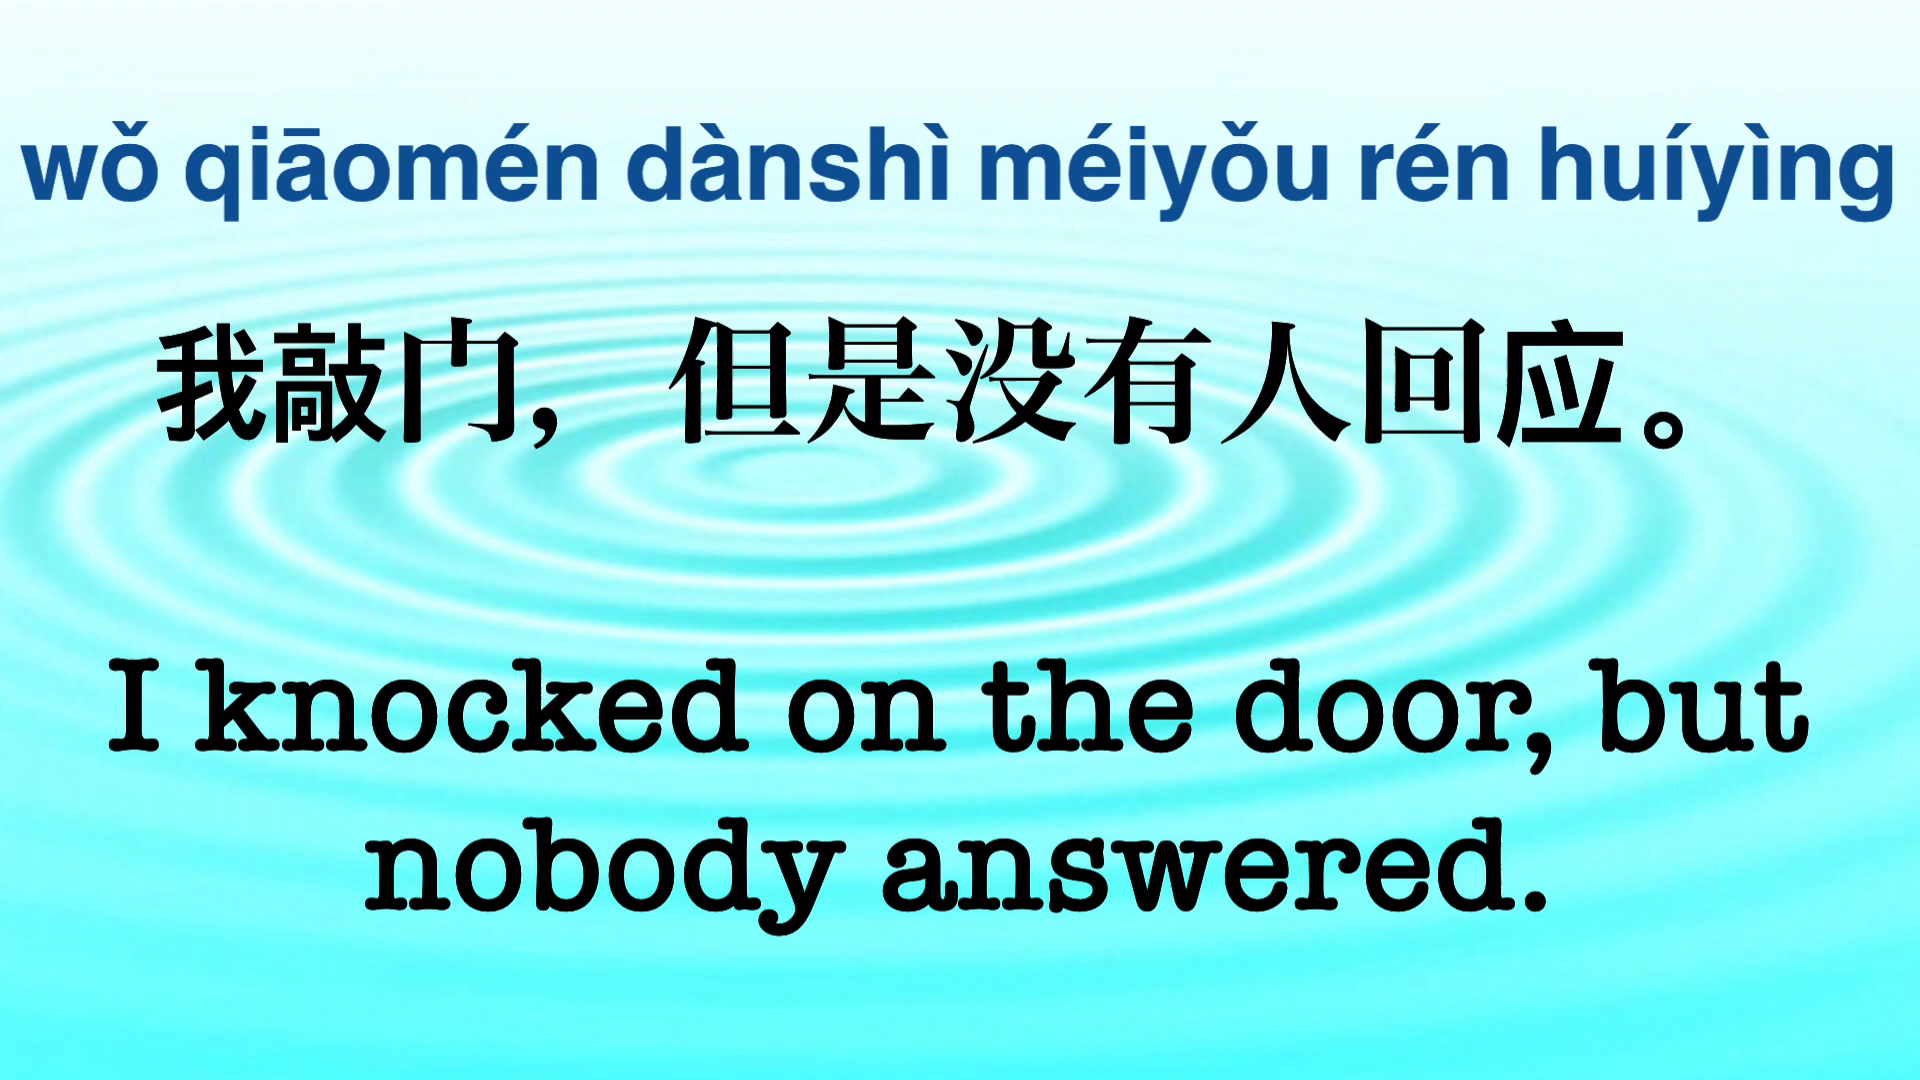 wǒ qiāomén dànshì méiyǒu rén huíyìng
我敲门，但是没有人回应。
I knocked on the door, but
nobody answered.